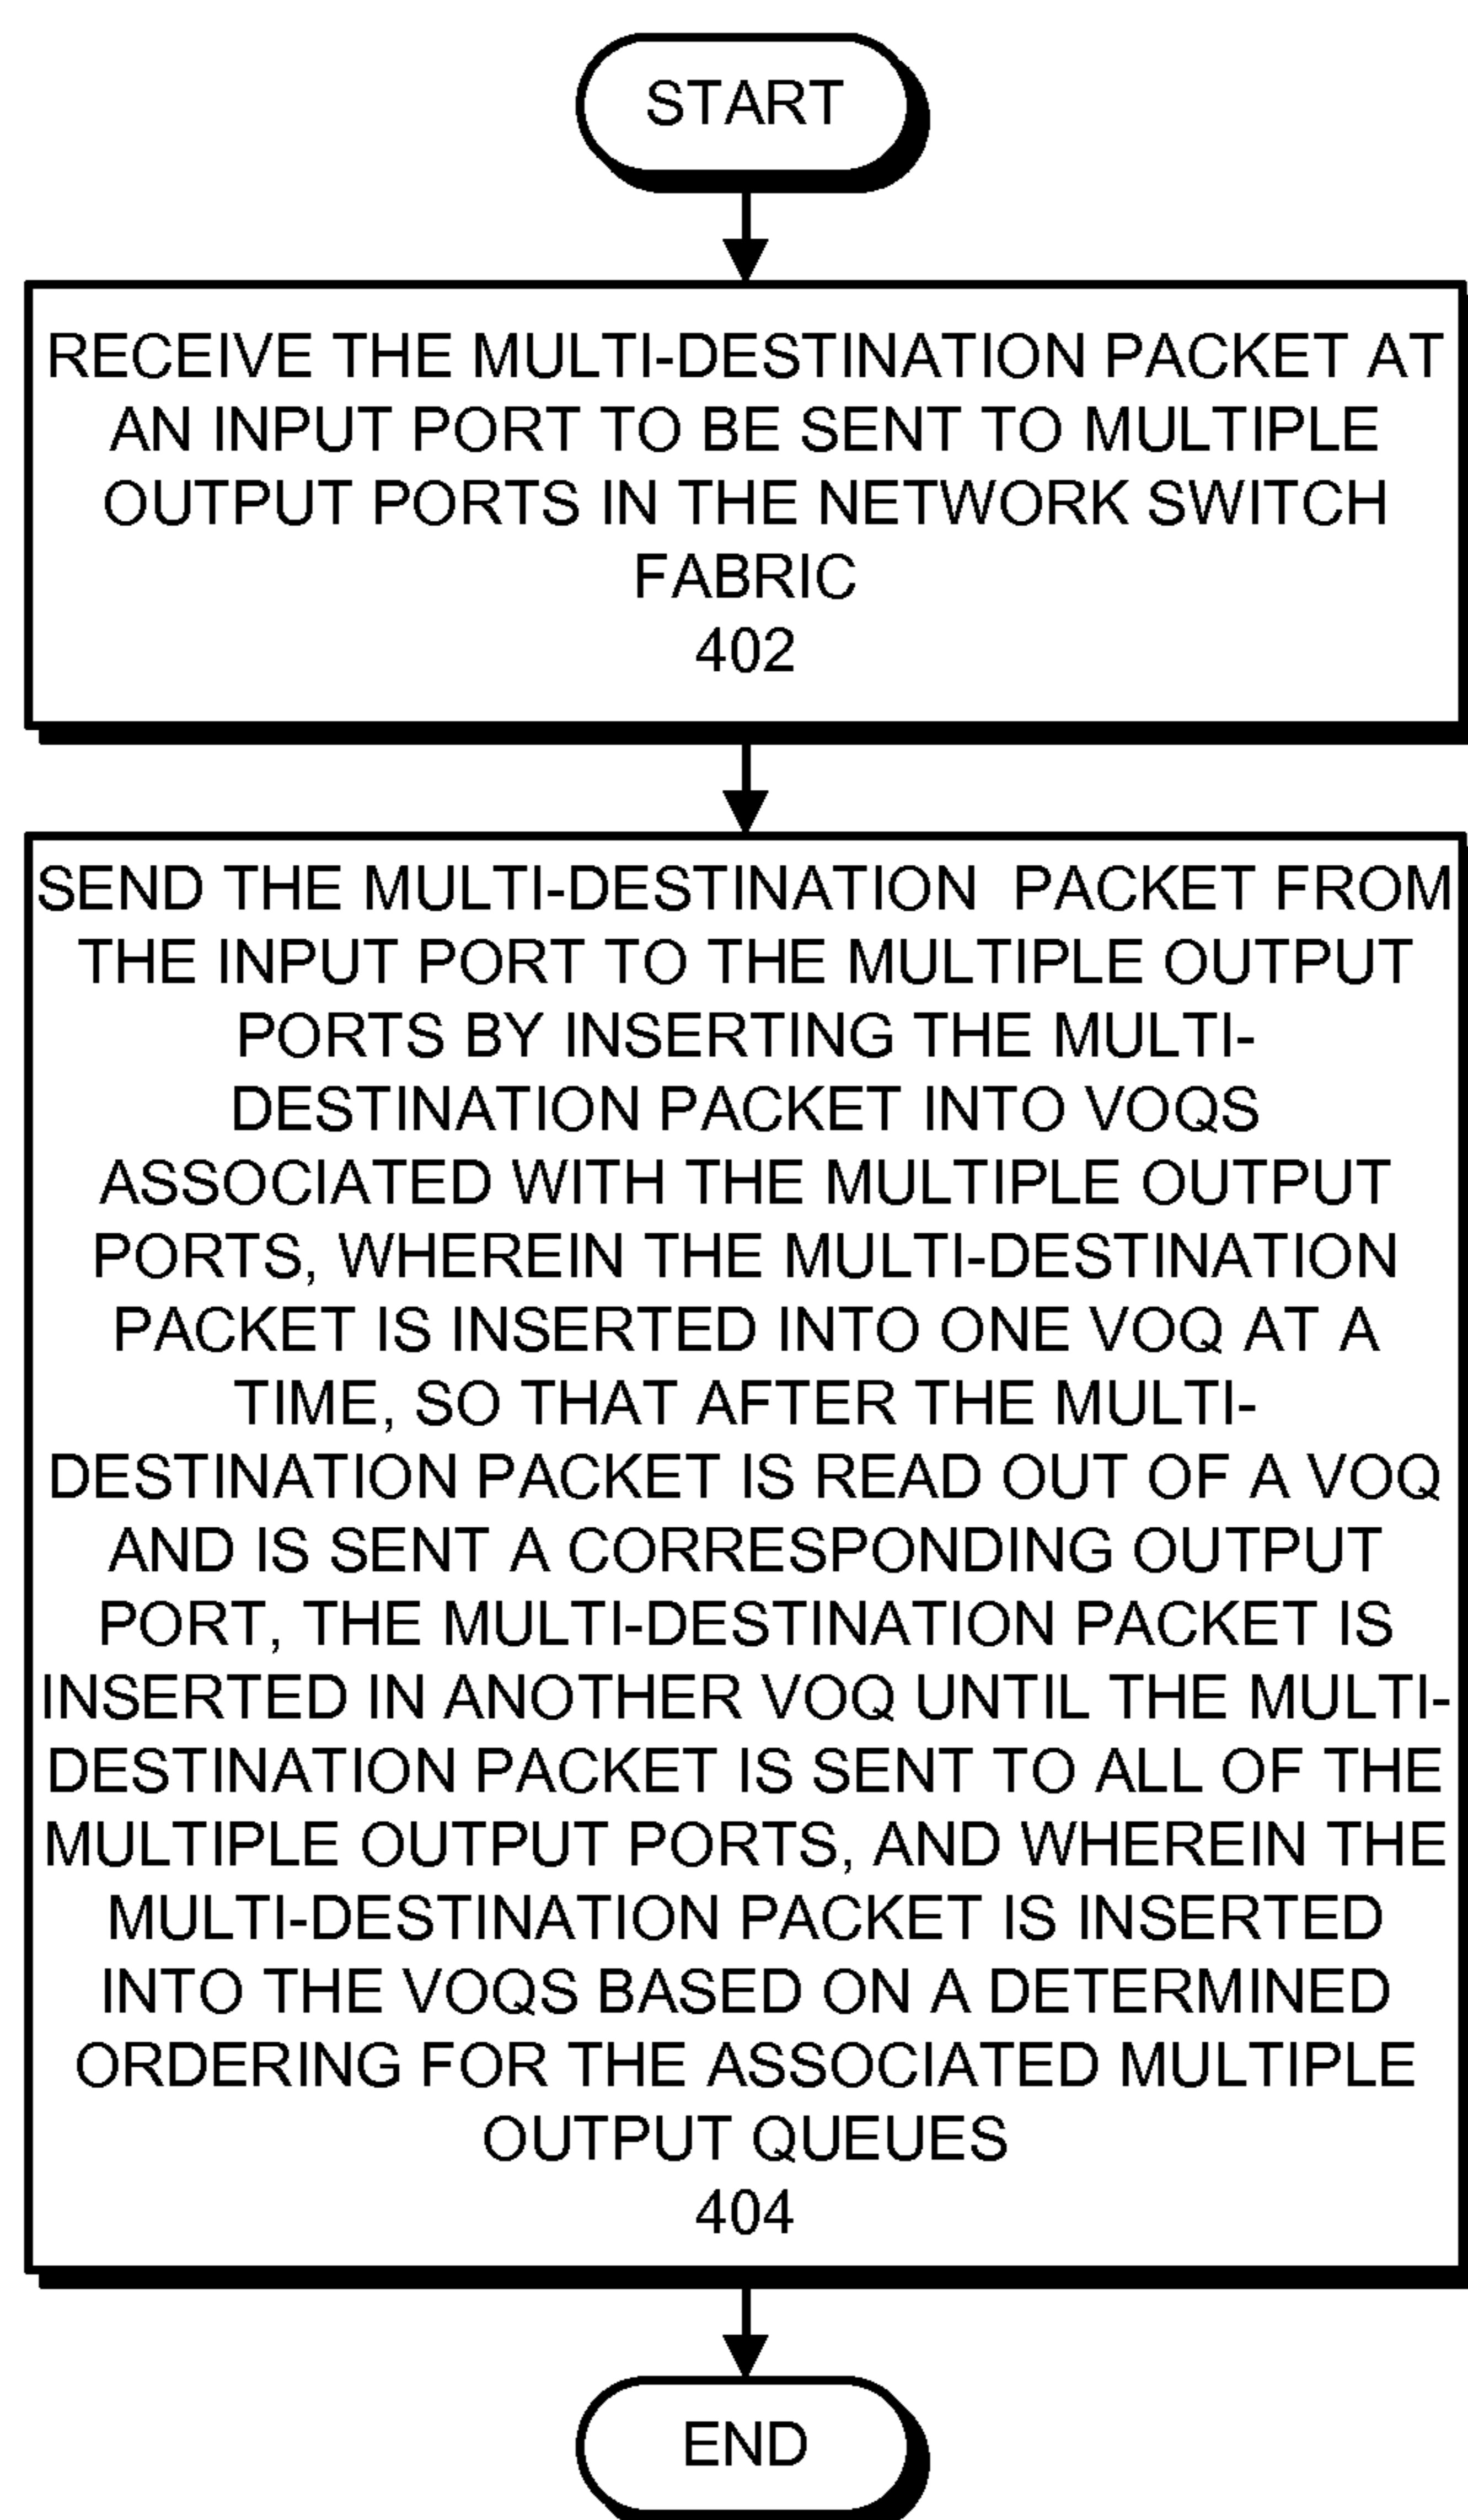 START
RECEIVE THE MULTI-DESTINATION PACKET AT
AN INPUT PORT TO BE SENT TO MULTIPLE
OUTPUT PORTS IN THE NETWORK SWITCH
FABRIC
402
SEND THE MULTI-DESTINATION PACKET FROM
THE INPUT PORT TO THE MULTIPLE OUTPUT
PORTS BY INSERTING THE MULTI-
DESTINATION PACKET INTO VOQS
ASSOCIATED WITH THE MULTIPLE OUTPUT
PORTS, WHEREIN THE MULTI-DESTINATION
PACKET IS INSERTED INTO ONE VOQ AT A
TIME, SO THAT AFTER THE MULTI-
DESTINATION PACKET IS READ OUT OF A VOQ
AND IS SENT A CORRESPONDING OUTPUT
PORT, THE MULTI-DESTINATION PACKET IS
INSERTED IN ANOTHER VOQ UNTIL THE MULTI-
DESTINATION PACKET IS SENT TO ALL OF THE
MULTIPLE OUTPUT PORTS, AND WHEREIN THE
MULTI-DESTINATION PACKET IS INSERTED
INTO THE VOQS BASED ON A DETERMINED
ORDERING FOR THE ASSOCIATED MULTIPLE
OUTPUT QUEUES
404
END